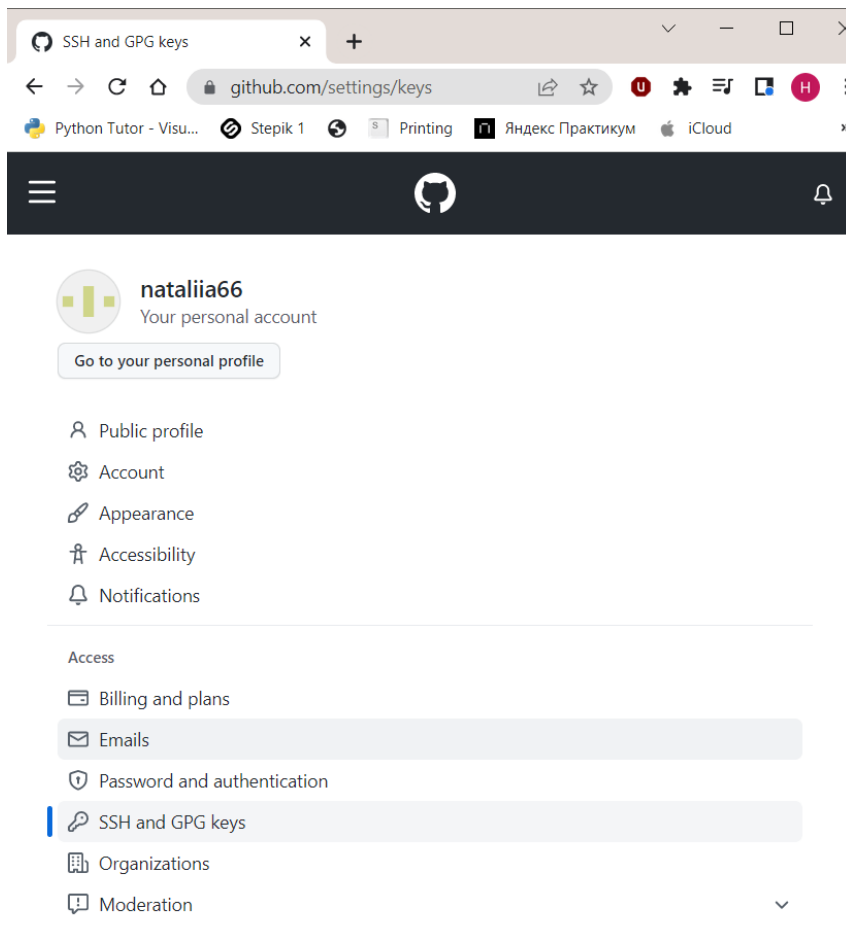 SSH and GPG keys
github.com/settings/keys
H
Python Tutor - Visu... Stepik 1 S Printing Яндекс Практикум iCloud
nataliia66
Your personal account
Go to your personal profile
Public profile
Account
Appearance
Accessibility
Notifications
Access
Billing and plans
Emails
Password and authentication
SSH and GPG keys
Organizations
Moderation